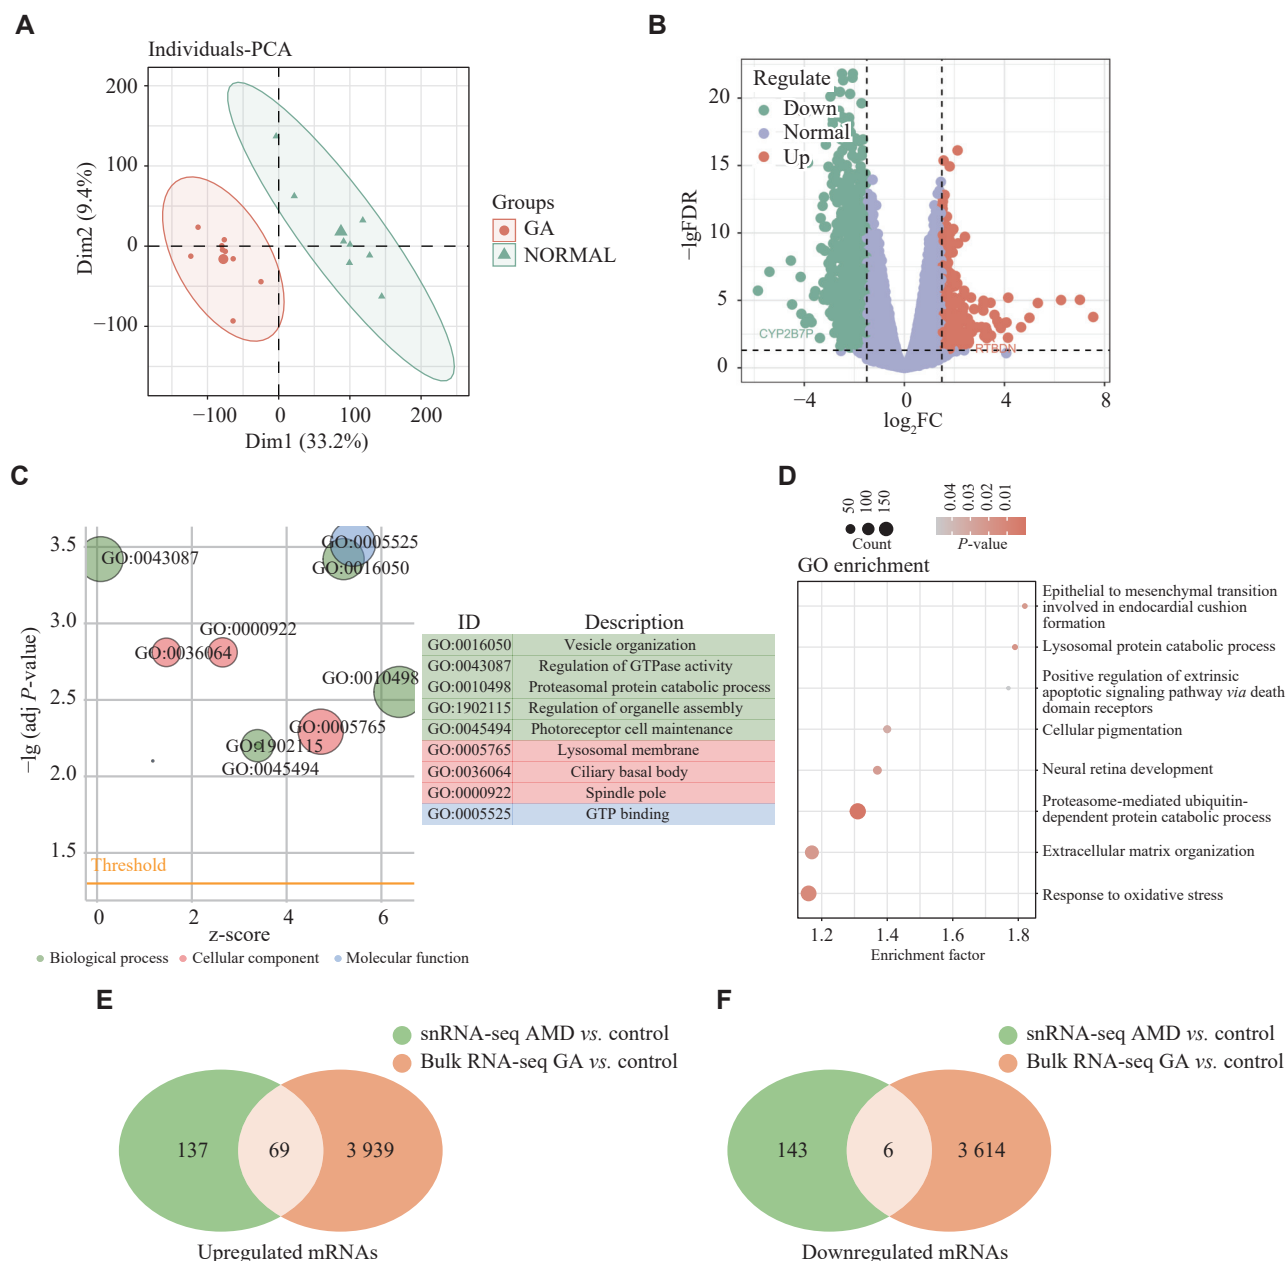 A
Individuals-PCA
200
100
0
−100
Dim2 (9.4%)
−100
0
100
200
Dim1 (33.2%)
Groups
GA
NORMAL
B
Regulate
Down
Normal
Up
20
15
10
5
0
−lgFDR
CYP2B7P
RTBDN
−4
0
4
8
log2FC
C
3.5
3.0
2.5
2.0
1.5
−lg (adj P-value)
GO:0043087
GO:0005525
GO:0016050
GO:0000922
GO:0036064
GO:0010498
GO:0005765
GO:1902115
GO:0045494
Threshold
0
2
4
6
z-score
Biological process
Cellular component
Molecular function
ID Description
GO:0016050 Vesicle organization
GO:0043087 Regulation of GTPase activity
GO:0010498 Proteasomal protein catabolic process
GO:1902115 Regulation of organelle assembly
GO:0045494 Photoreceptor cell maintenance
GO:0005765 Lysosomal membrane
GO:0036064 Ciliary basal body
GO:0000922 Spindle pole
GO:0005525 GTP binding
D
50
100
150
Count
0.04
0.03
0.02
0.01
P-value
GO enrichment
Epithelial to mesenchymal transition
involved in endocardial cushion
formation
Lysosomal protein catabolic process
Positive regulation of extrinsic
apoptotic signaling pathway via death
domain receptors
Cellular pigmentation
Neural retina development
Proteasome-mediated ubiquitin-
dependent protein catabolic process
Extracellular matrix organization
Response to oxidative stress
1.2
1.4
1.6
1.8
Enrichment factor
E
snRNA-seq AMD vs. control
Bulk RNA-seq GA vs. control
137
69
3 939
Upregulated mRNAs
F
snRNA-seq AMD vs. control
Bulk RNA-seq GA vs. control
143
6
3 614
Downregulated mRNAs